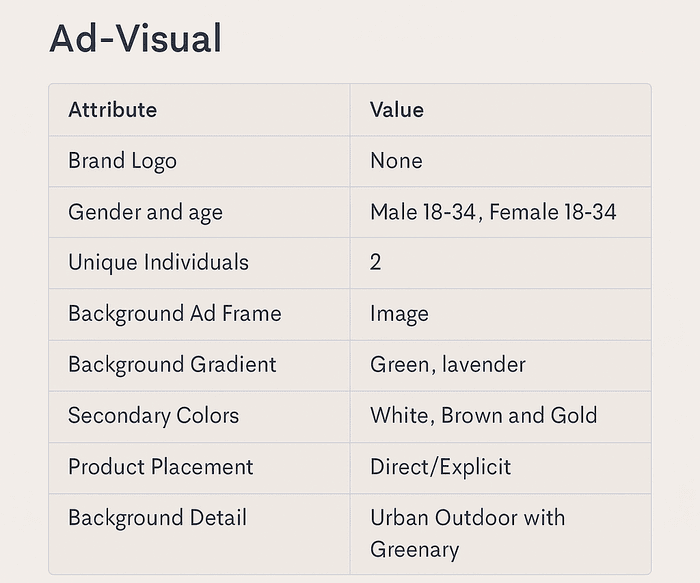 Ad-Visual
Attribute Value
Brand Logo None
Gender and age Male 18-34, Female 18-34
Unique Individuals 2
Background Ad Frame Image
Background Gradient Green, lavender
Secondary Colors White, Brown and Gold
Product Placement Direct/Explicit
Background Detail Urban Outdoor with
Greenary